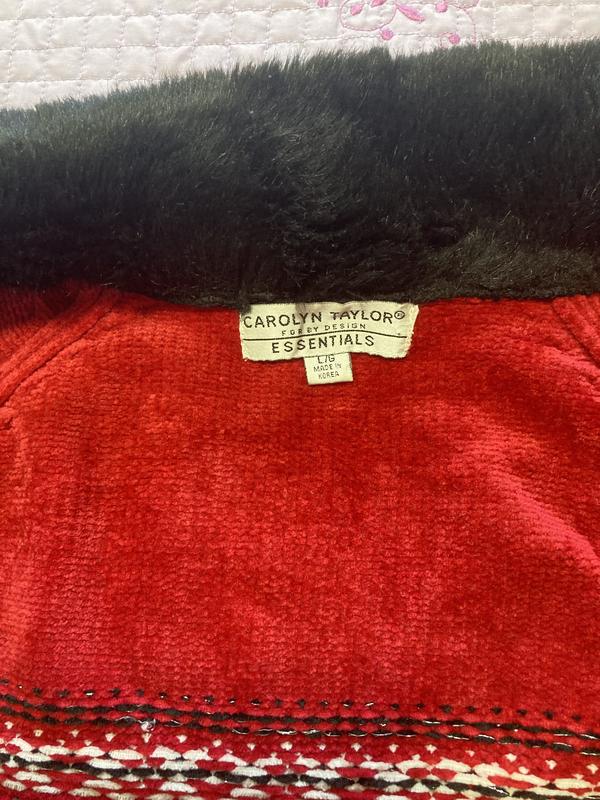 CAROLYN TAYLOR®
FOR BY DESIGN
ESSENTIALS
L/G
MADE IN
KOREA